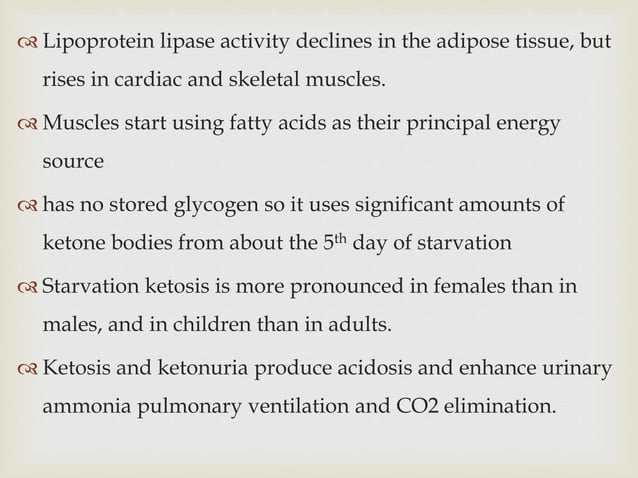 Lipoprotein lipase activity declines in the adipose tissue, but
rises in cardiac and skeletal muscles.
Muscles start using fatty acids as their principal energy
source
has no stored glycogen so it uses significant amounts of
ketone bodies from about the 5th day of starvation
Starvation ketosis is more pronounced in females than in
males, and in children than in adults.
Ketosis and ketonuria produce acidosis and enhance urinary
ammonia pulmonary ventilation and CO2 elimination.